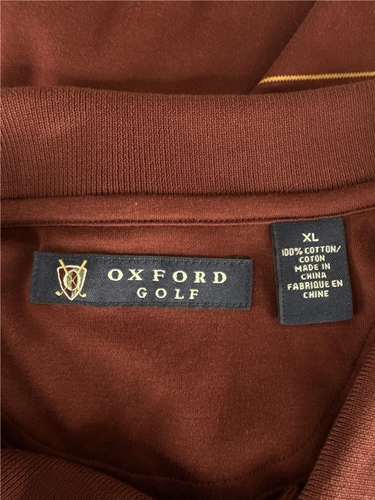 OXFORD
GOLF
XL
100% COTTON/
COTON
MADE IN
CHINA
FABRIQUE EN
CHINE